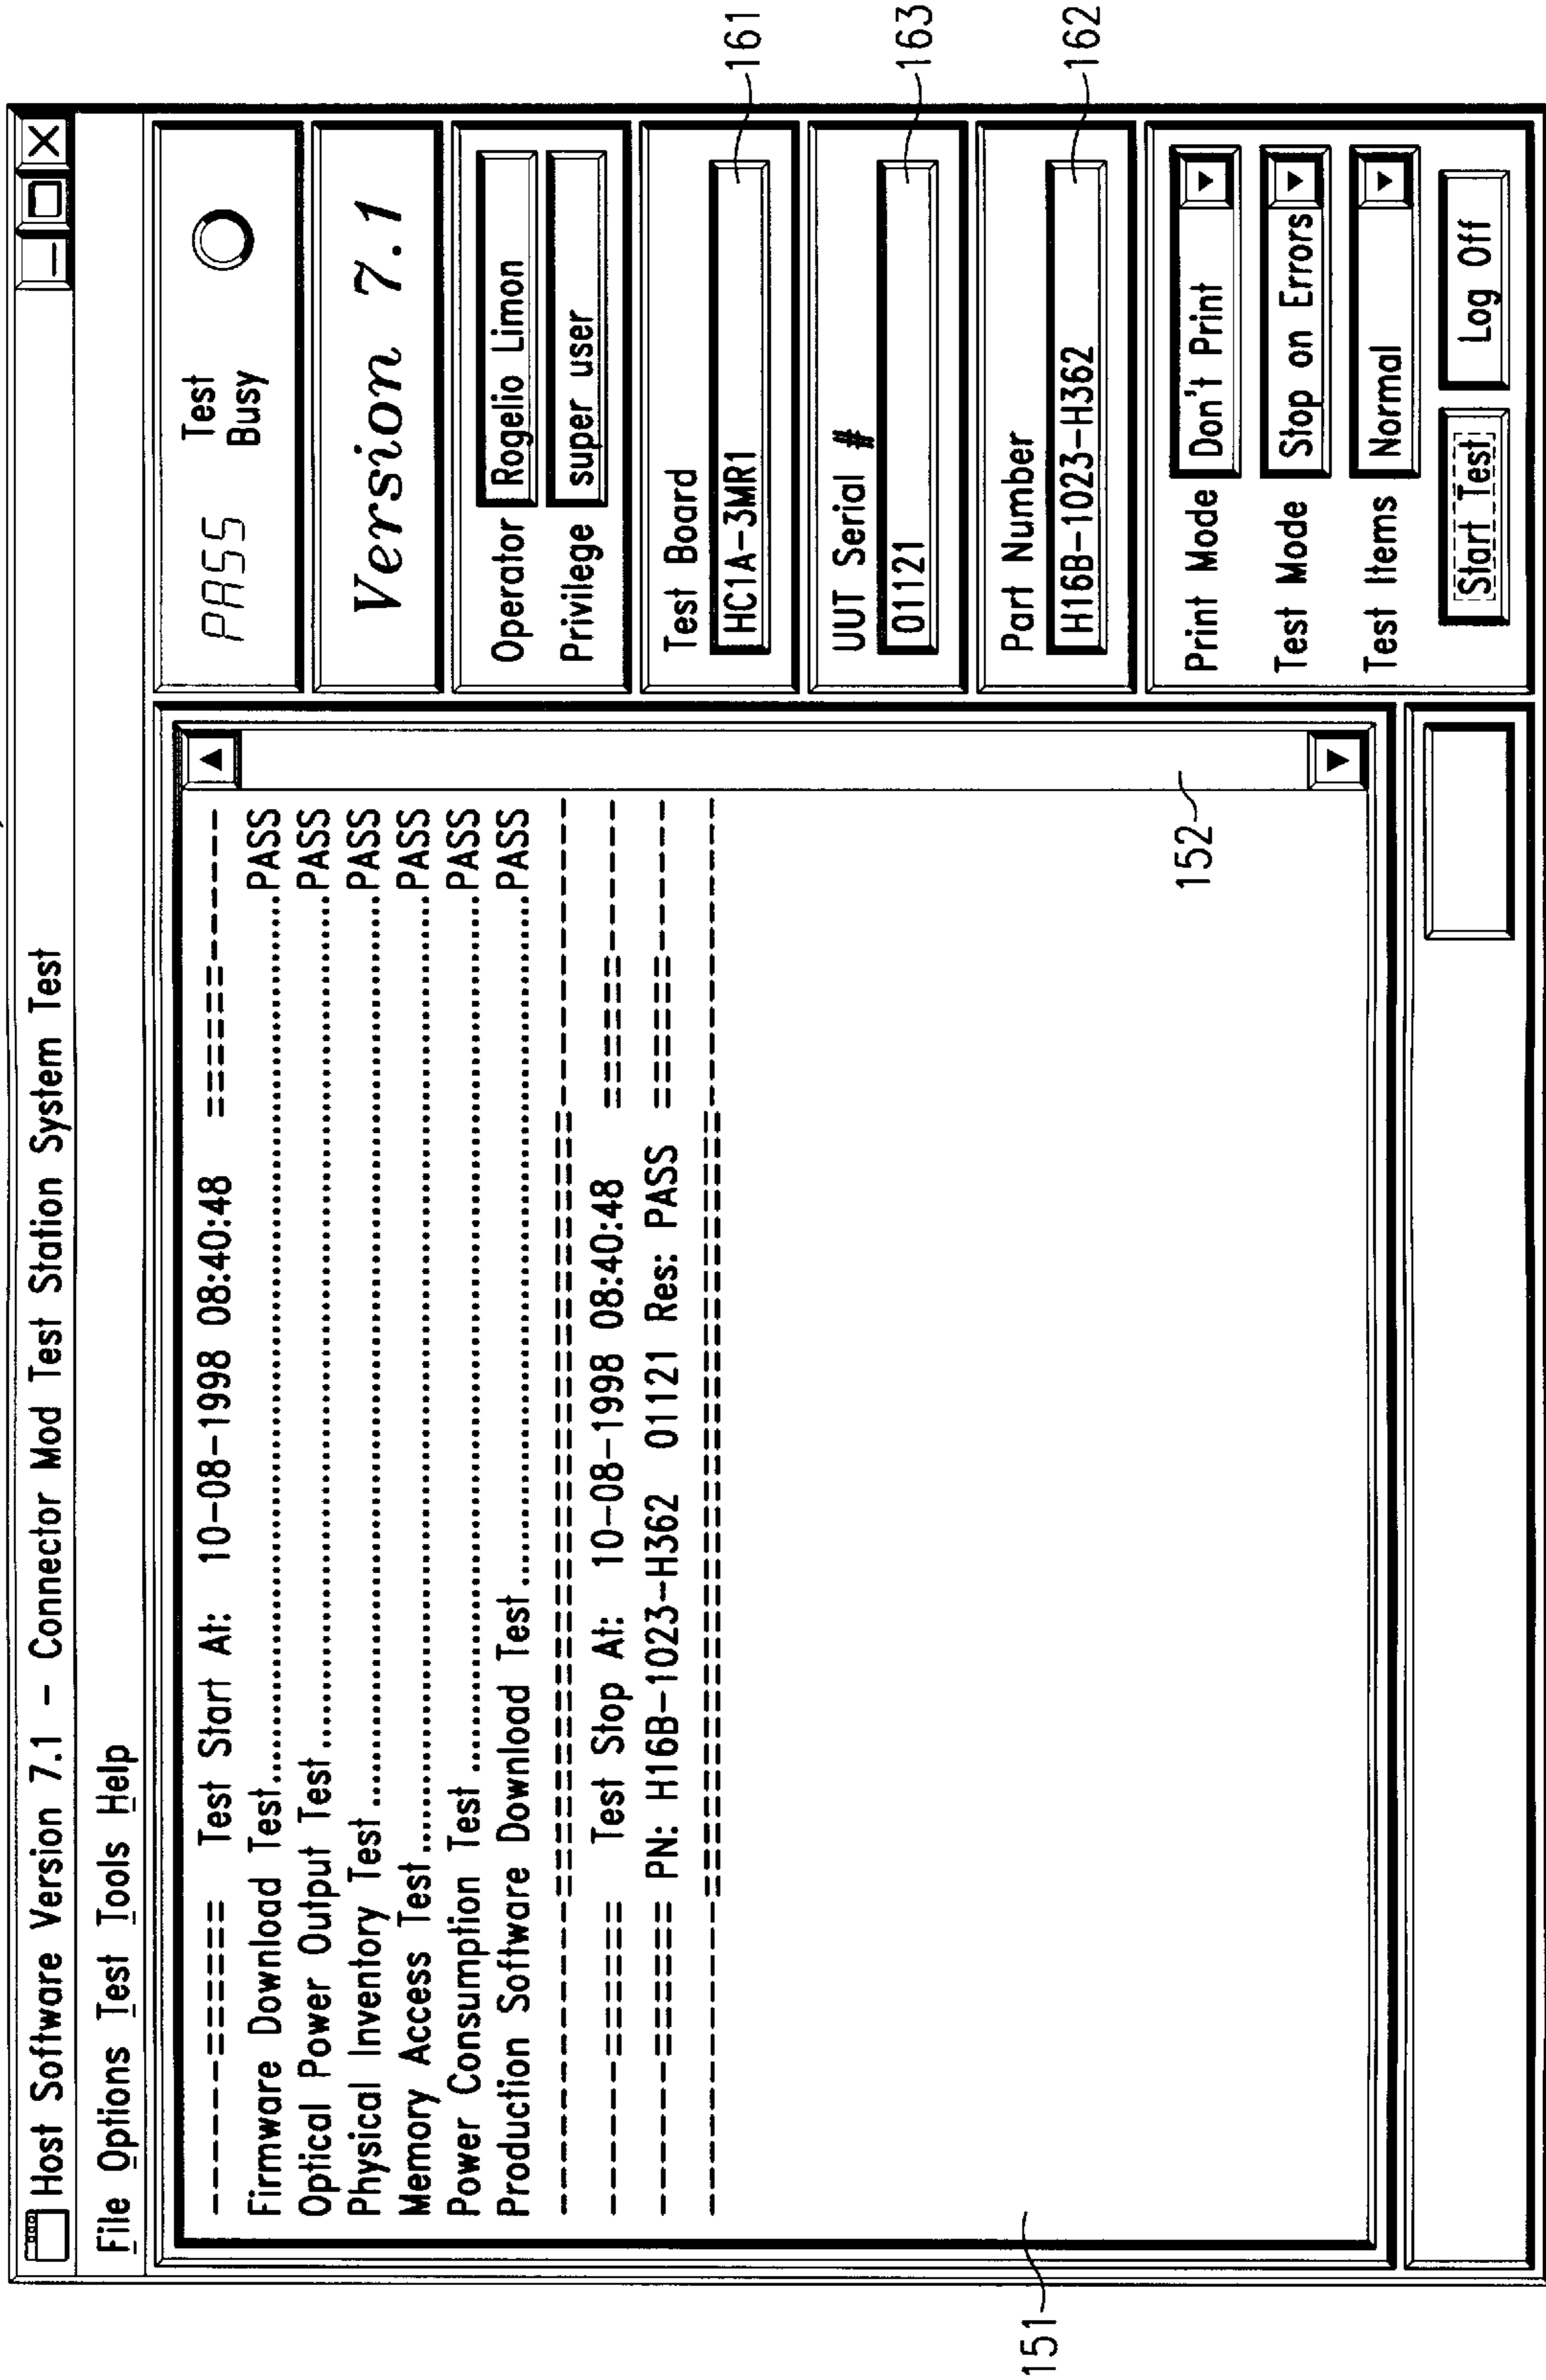 Host Software Version 7.1 - Connector Mod Test Station System Test
File Options Test Tools Help
------====== Test Start At: 10-08-1998 08:40:48 ======------
Firmware Download Test.....PASS
Optical Power Output Test.....PASS
Physical Inventory Test.....PASS
Memory Access Test.....PASS
Power Consumption Test.....PASS
Production Software Download Test.....PASS
------====== Test Stop At: 10-08-1998 08:40:48 ======------
------====== PN: H16B-1023-H362 01121 Res: PASS ======------
151
152
PASS
Test
Busy
Version 7.1
Operator Rogelio Limon
Privilege super user
Test Board
HC1A-3MR1
161
UUT Serial #
01121
163
Part Number
H16B-1023-H362
162
Print Mode Don't Print
Test Mode Stop on Errors
Test Items Normal
Start Test Log Off